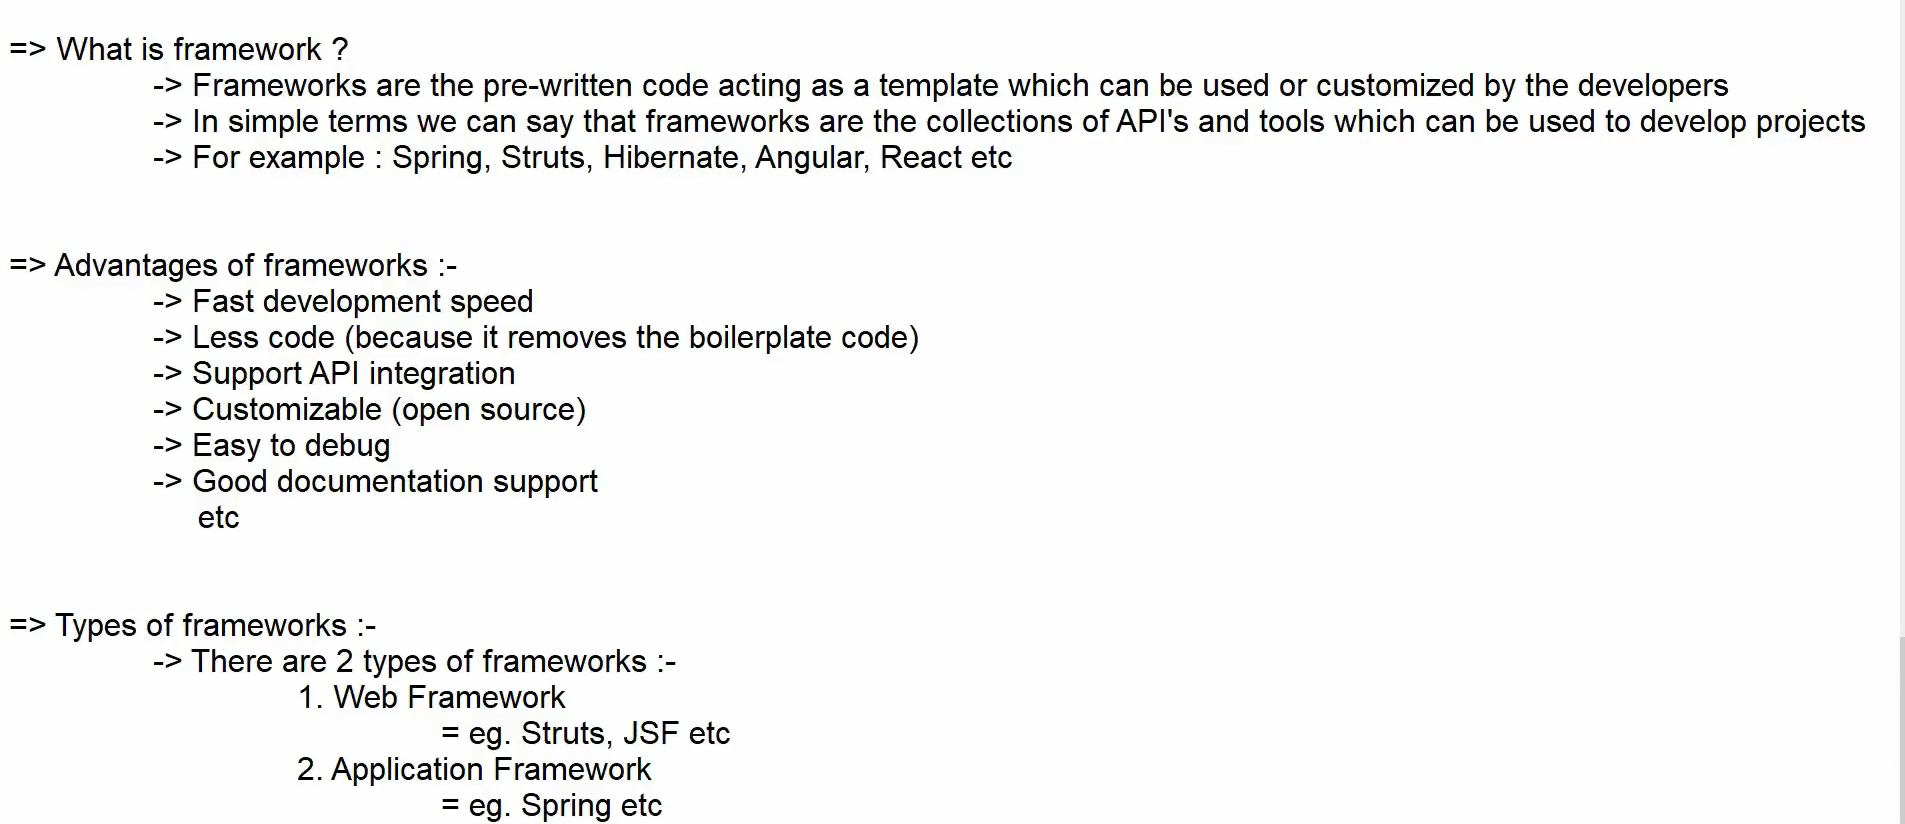 => What is framework ?
-> Frameworks are the pre-written code acting as a template which can be used or customized by the developers
-> In simple terms we can say that frameworks are the collections of API's and tools which can be used to develop projects
-> For example : Spring, Struts, Hibernate, Angular, React etc
=> Advantages of frameworks :-
-> Fast development speed
-> Less code (because it removes the boilerplate code)
-> Support API integration
-> Customizable (open source)
-> Easy to debug
-> Good documentation support
etc
=> Types of frameworks :-
-> There are 2 types of frameworks :-
1. Web Framework
= eg. Struts, JSF etc
2. Application Framework
= eg. Spring etc